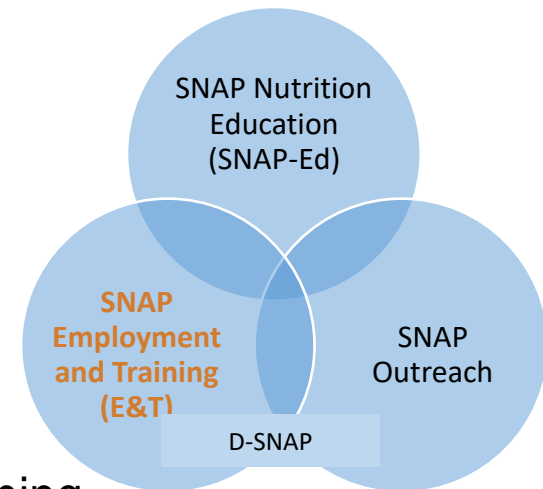 SNAP Nutrition
Education
(SNAP-Ed)
SNAP
Employment
and Training
(E&T)
SNAP
Outreach
D-SNAP